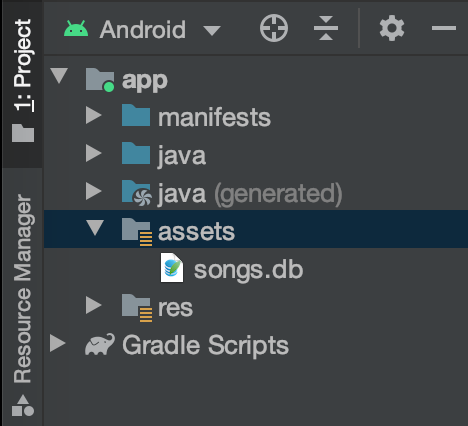 1: Project
Resource Manager
Android
app
manifests
java
java (generated)
assets
songs.db
res
Gradle Scripts